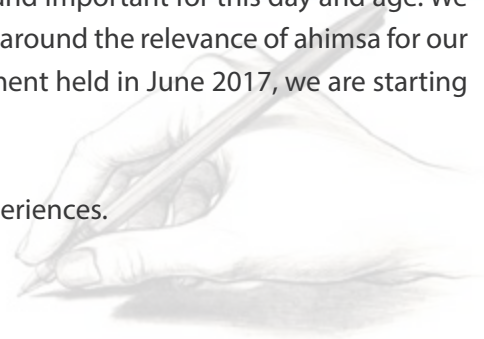 and important for this day and age. We
around the relevance of ahimsa for our
ment held in June 2017, we are starting
eriences.